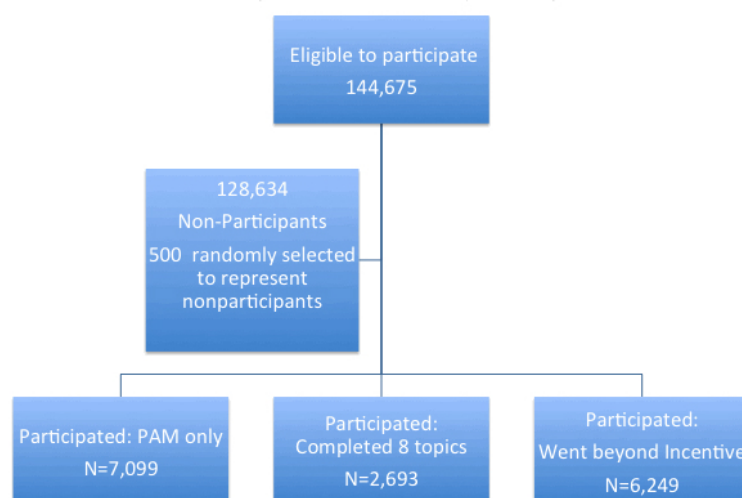 Eligible to participate
144,675
128,634
Non-Participants
500 randomly selected
to represent
nonparticipants
Participated: PAM only
N=7,099
Participated:
Completed 8 topics
N=2,693
Participated:
Went beyond Incentive
N=6,249